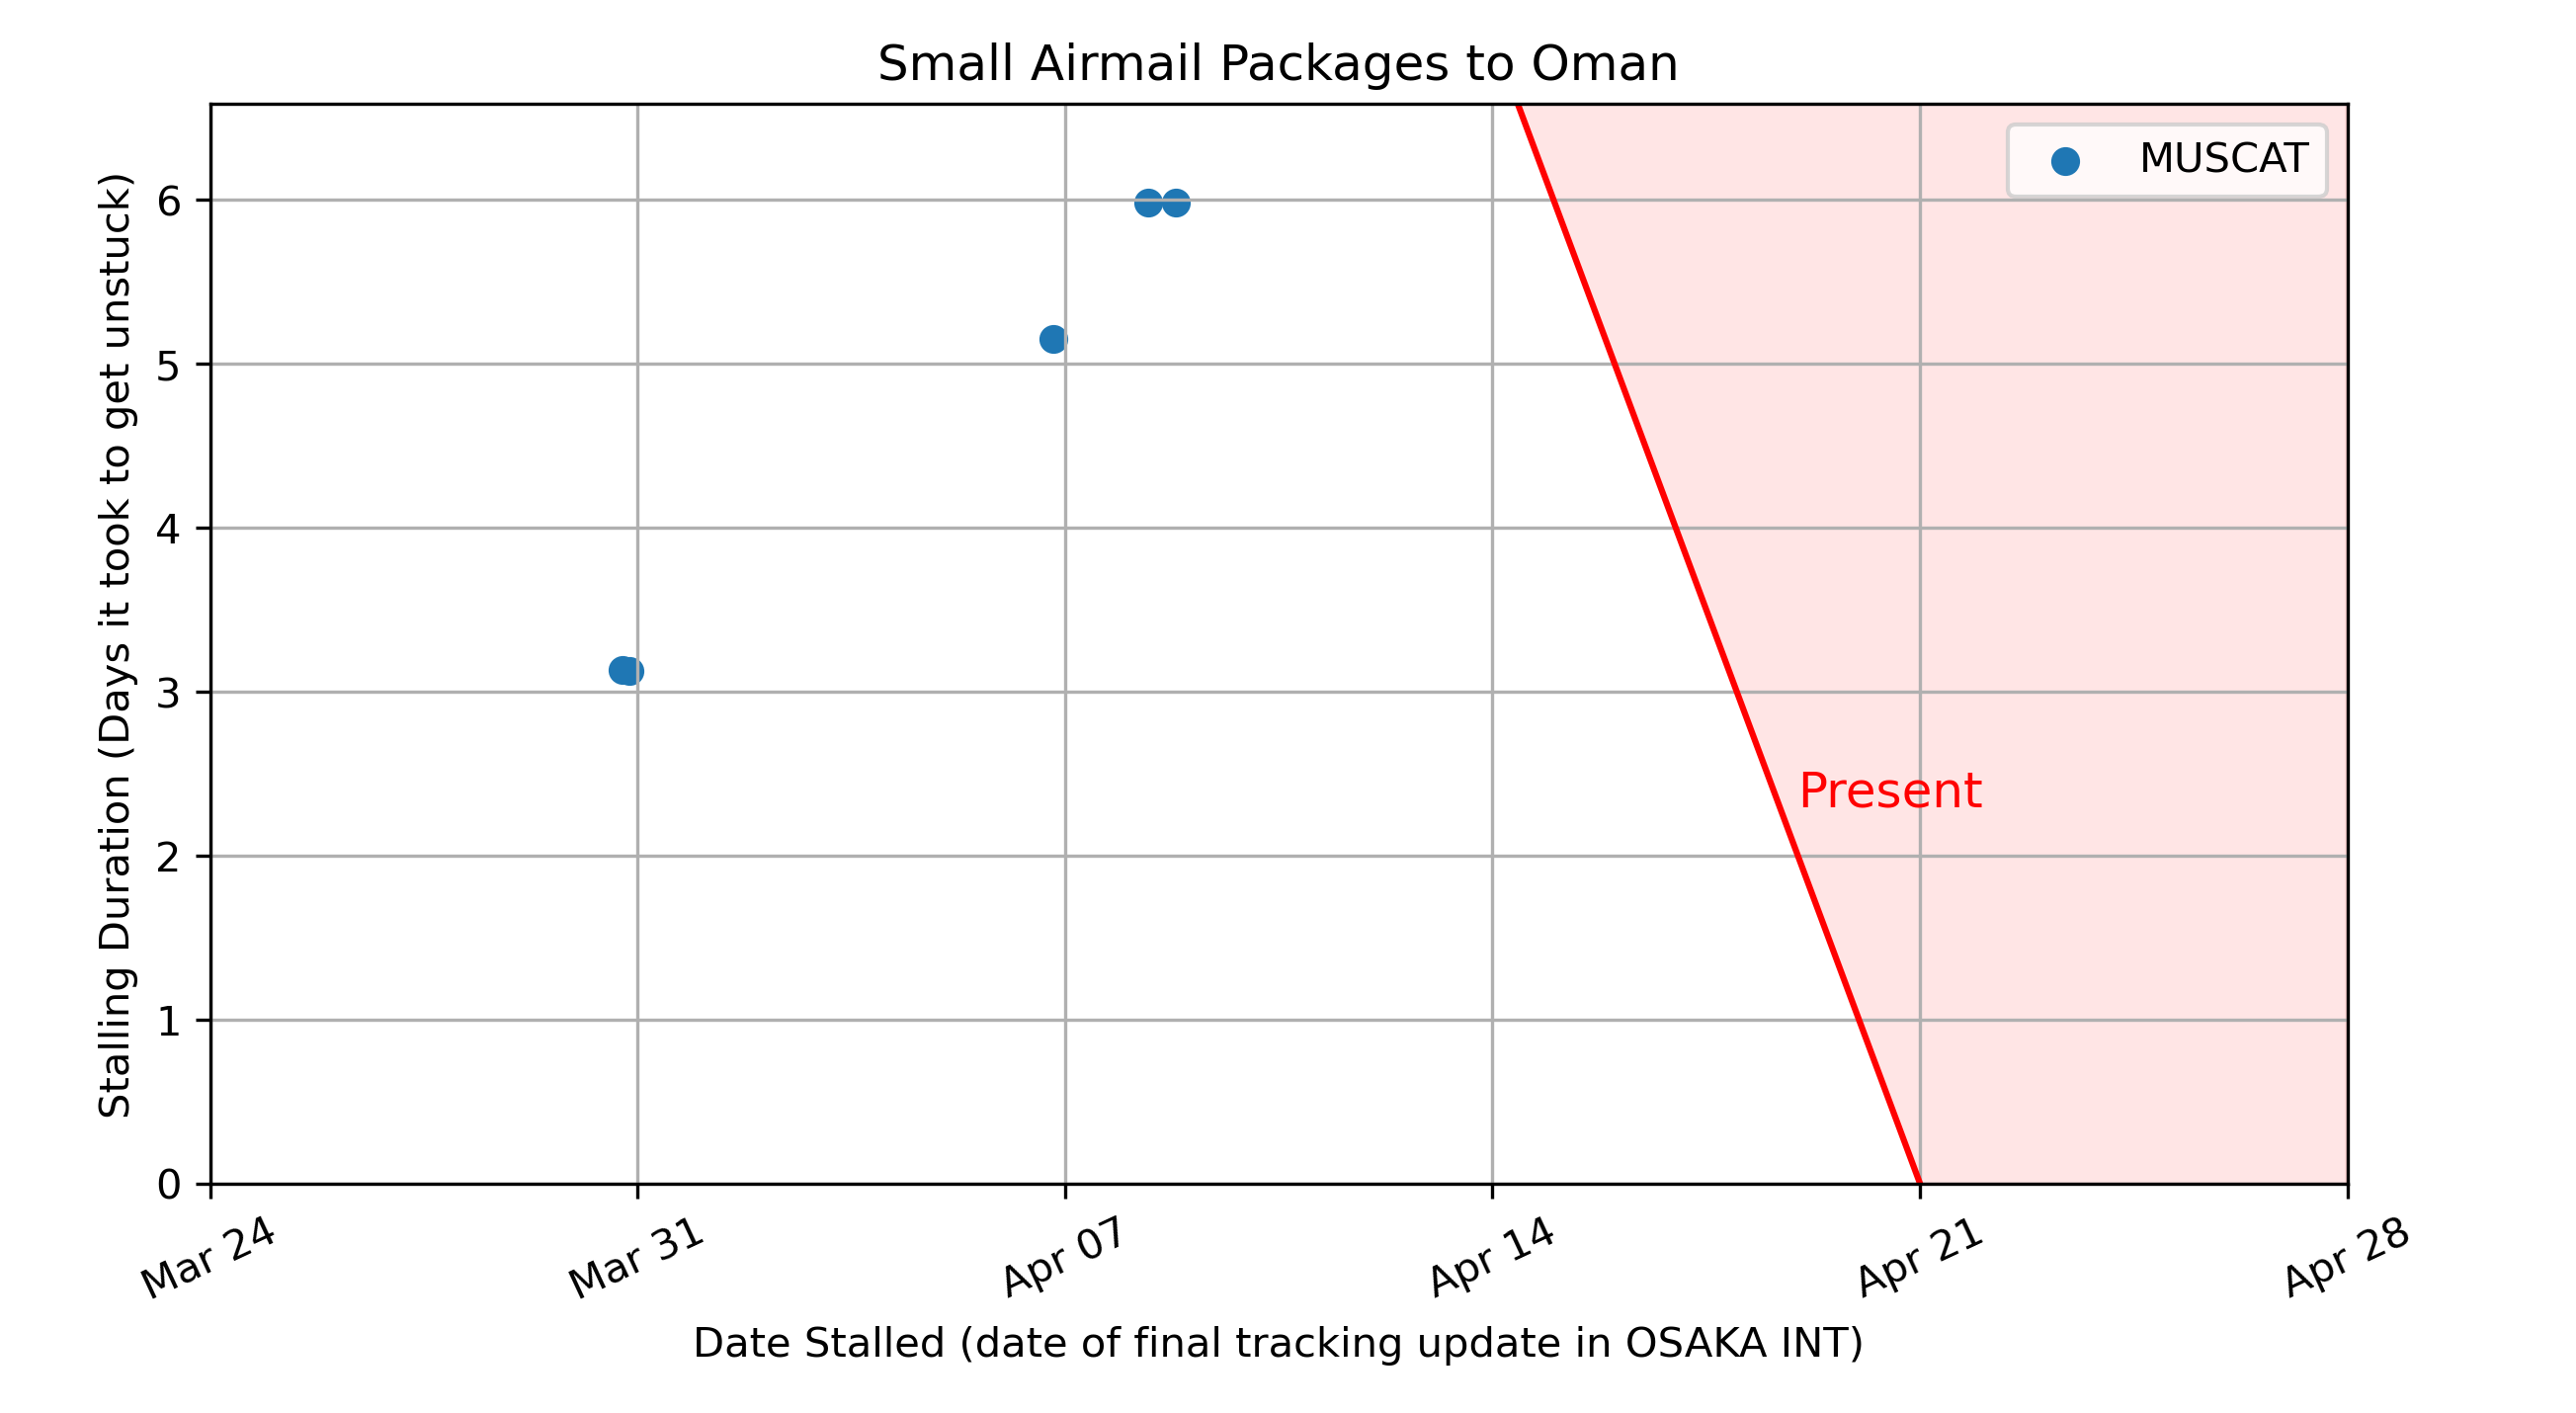 Small Airmail Packages to Oman
MUSCAT
Stalling Duration (Days it took to get unstuck)
6
5
4
3
2
1
0
Present
Mar 24
Mar 31
Apr 07
Apr 14
Apr 21
Apr 28
Date Stalled (date of final tracking update in OSAKA INT)